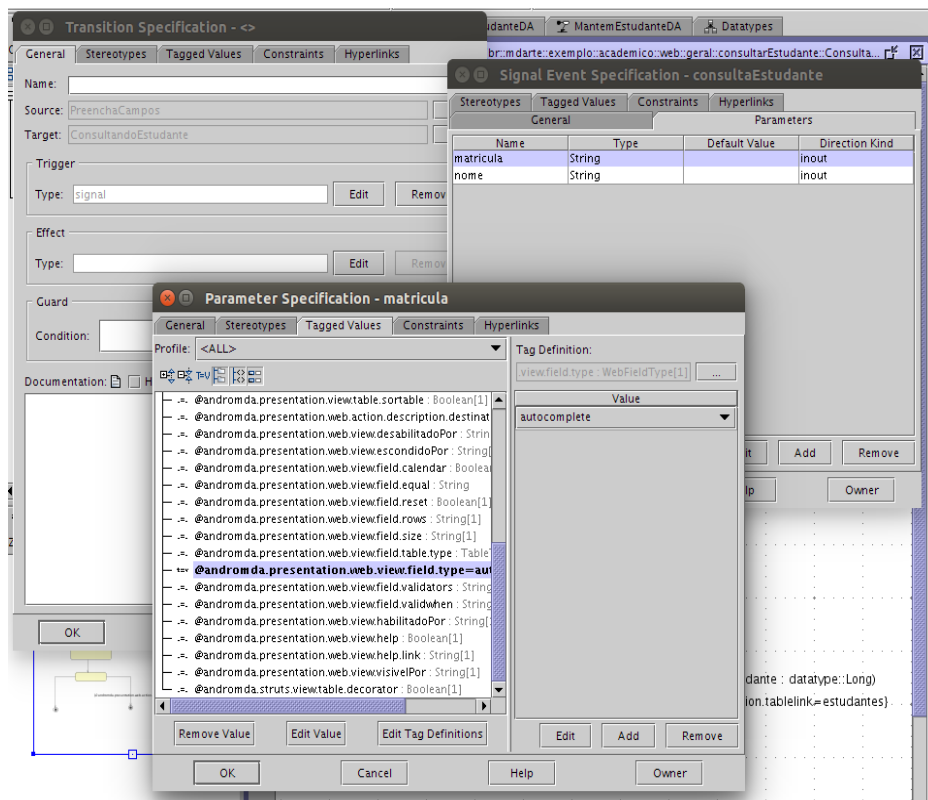 Transition Specification - <>
General Stereotypes Tagged Values Constraints Hyperlinks
Name:
Source: PreenchaCampos
Target: ConsultandoEstudante
Trigger
Type: signal Edit Remov
Effect
Type: Edit Remov
Guard
Condition:
Documentation: H
OK
udanteDA MantemEstudanteDA Datatypes
br::mdarte::exemplo::academico::web::geral::consultarEstudante::Consulta...
Signal Event Specification - consultaEstudante
Stereotypes Tagged Values Constraints Hyperlinks
General Parameters
Name Type Default Value Direction Kind
matricula String inout
nome String inout
it Add Remove
lp Owner
Parameter Specification - matricula
General Stereotypes Tagged Values Constraints Hyperlinks
Profile: <ALL>
@andromda.presentation.view.table.sortable : Boolean[1]
@andromda.presentation.web.action.description.destinat
@andromda.presentation.web.view.desabilitadoPor : Strin
@andromda.presentation.web.view.escondidoPor : String[
@andromda.presentation.web.view.field.calendar : Boolea
@andromda.presentation.web.view.field.equal : String
@andromda.presentation.web.view.field.reset : Boolean[1]
@andromda.presentation.web.view.field.rows : String[1]
@andromda.presentation.web.view.field.size : String[1]
@andromda.presentation.web.view.field.table.type : Table
@andromda.presentation.web.view.field.type=aut
@andromda.presentation.web.view.field.validators : String
@andromda.presentation.web.view.field.validwhen : String
@andromda.presentation.web.view.habilitadoPor : String[
@andromda.presentation.web.view.help : Boolean[1]
@andromda.presentation.web.view.help.link : String[1]
@andromda.presentation.web.view.visivelPor : String[1]
@andromda.struts.view.table.decorator : Boolean[1]
Remove Value Edit Value Edit Tag Definitions
Tag Definition:
.view.field.type : WebFieldType[1] ...
Value
autocomplete
Edit Add Remove
OK Cancel Help Owner
dante : datatype::Long)
ion.tablelink=estudantes}